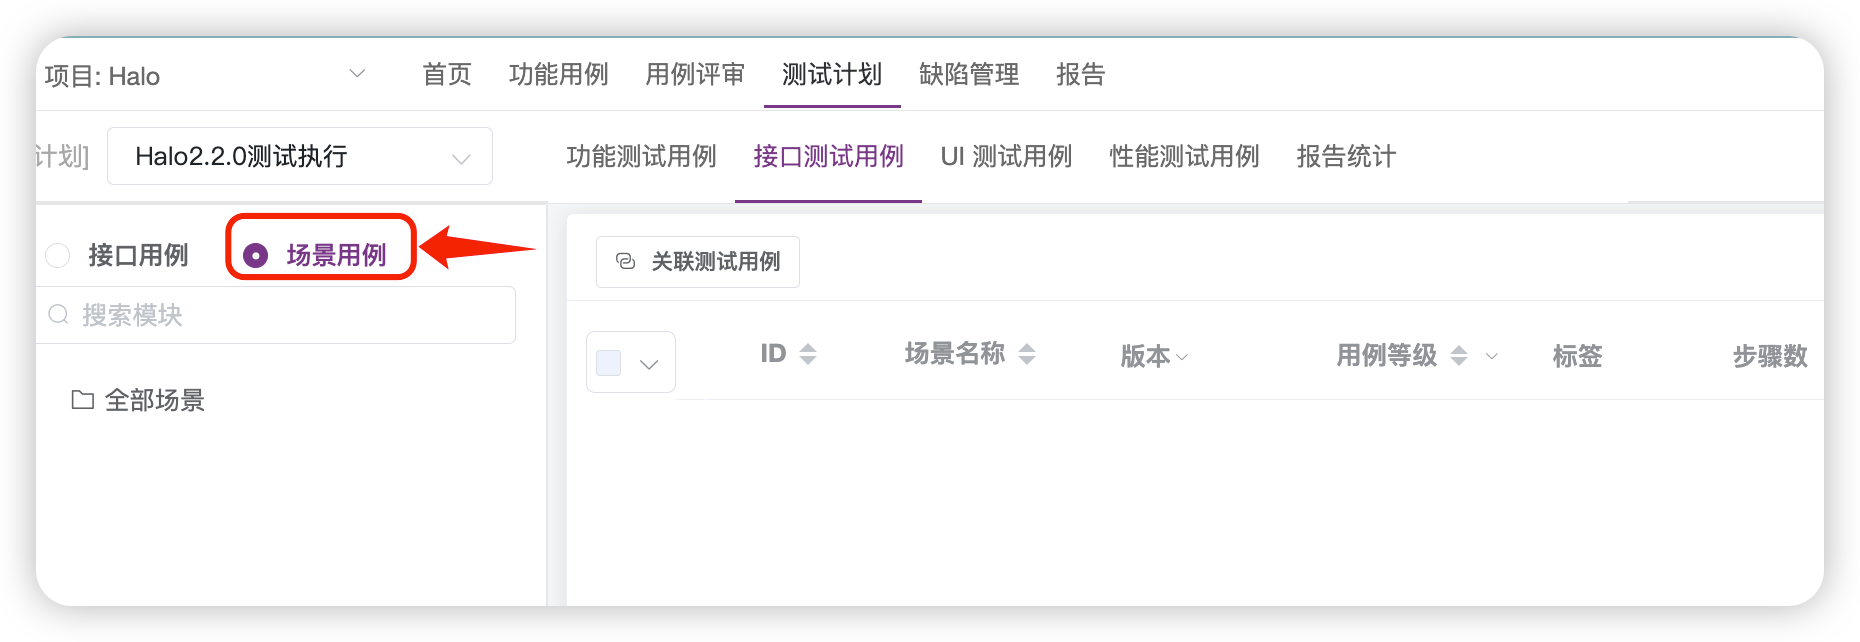 项目: Halo 首页 功能用例 用例评审 测试计划 缺陷管理 报告
计划] Halo2.2.0测试执行 功能测试用例 接口测试用例 UI 测试用例 性能测试用例 报告统计
接口用例 场景用例
关联测试用例
搜索模块
ID 场景名称 版本 用例等级 标签 步骤数
全部场景